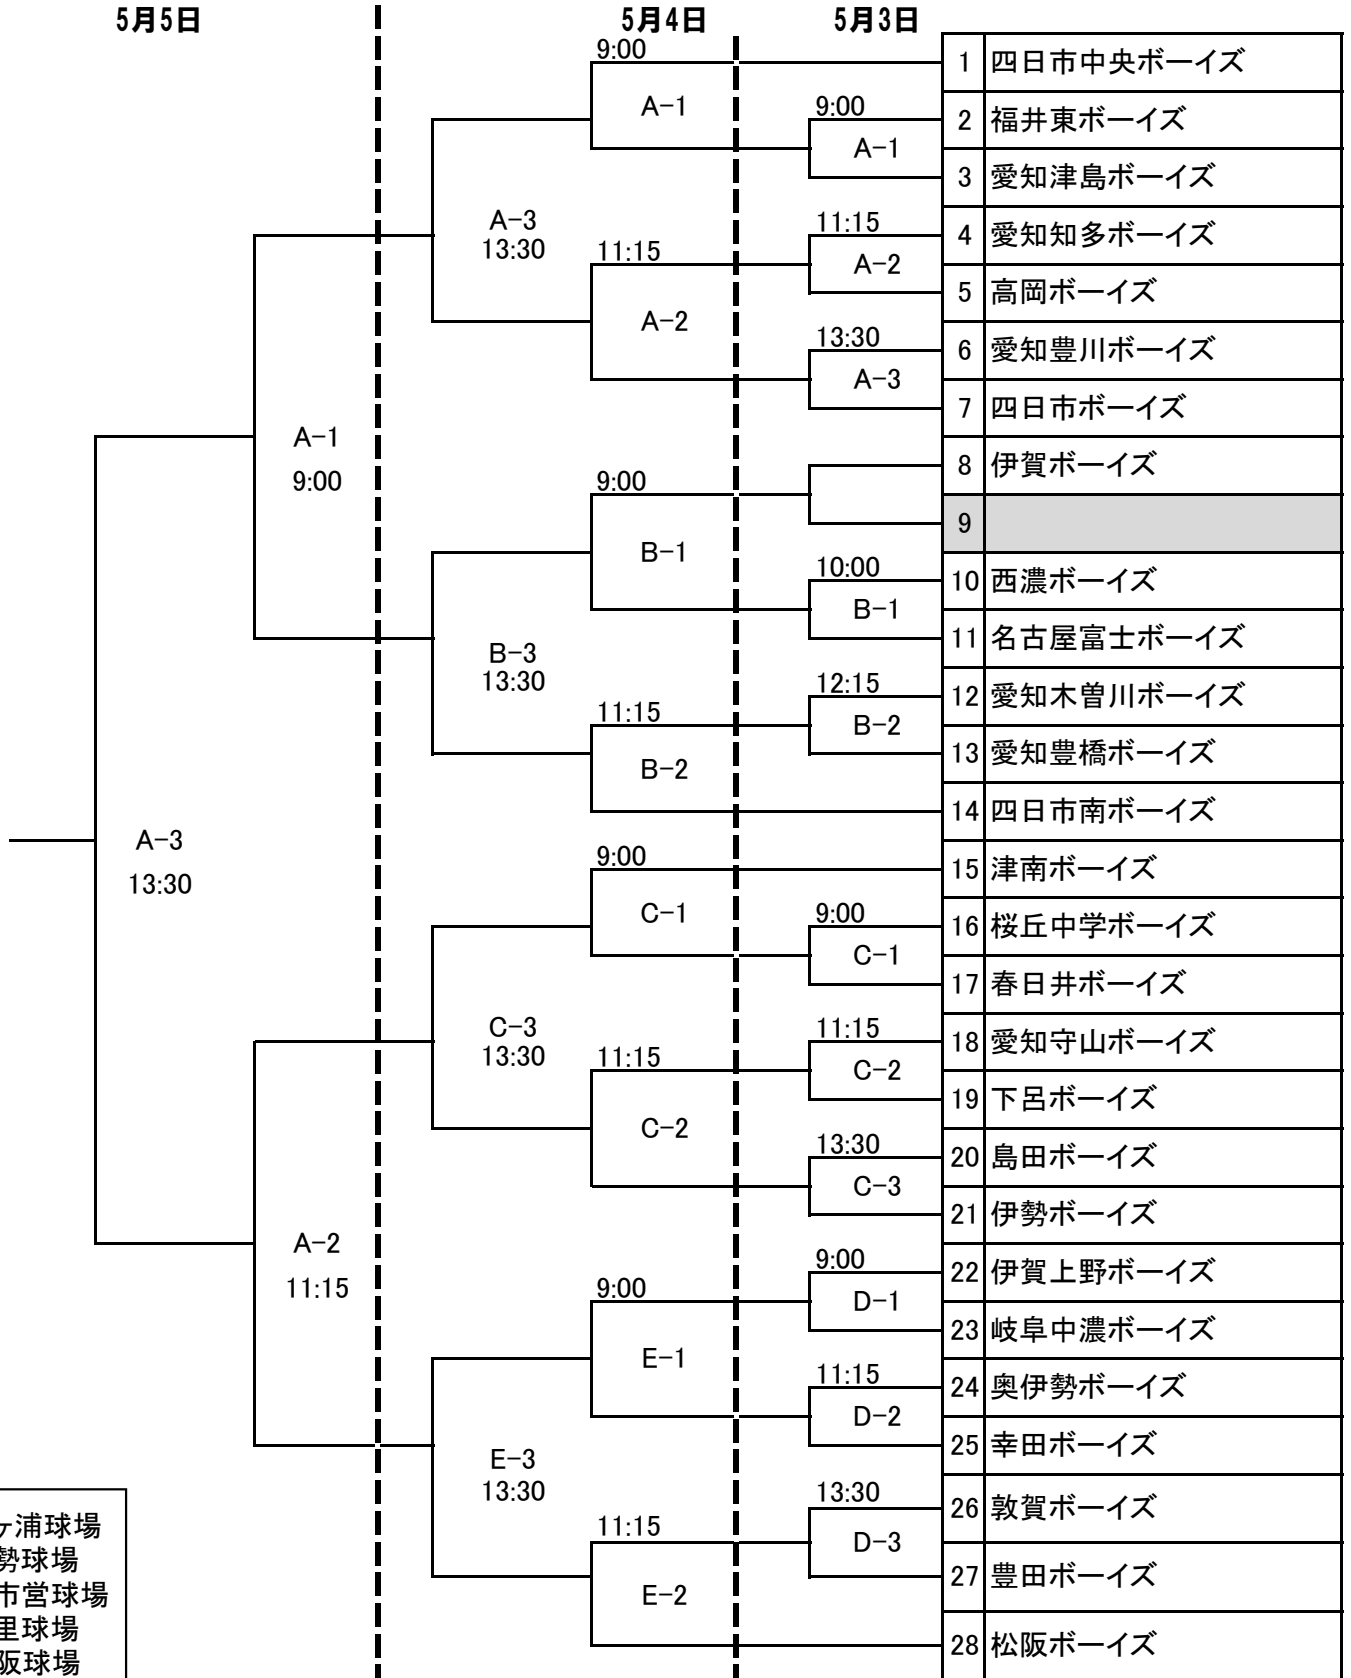 5月5日
5月4日
5月3日
9:00
1 四日市中央ボーイズ
A-1
9:00
2 福井東ボーイズ
A-1
3 愛知津島ボーイズ
A-3
13:30
11:15
4 愛知知多ボーイズ
11:15
A-2
5 高岡ボーイズ
A-2
13:30
6 愛知豊川ボーイズ
A-3
7 四日市ボーイズ
A-1
9:00
8 伊賀ボーイズ
9:00
9
B-1
10:00
10 西濃ボーイズ
B-1
11 名古屋富士ボーイズ
B-3
13:30
12:15
12 愛知木曽川ボーイズ
11:15
B-2
13 愛知豊橋ボーイズ
B-2
14 四日市南ボーイズ
A-3
13:30
9:00
15 津南ボーイズ
C-1
9:00
16 桜丘中学ボーイズ
C-1
17 春日井ボーイズ
C-3
13:30
11:15
18 愛知守山ボーイズ
11:15
C-2
19 下呂ボーイズ
C-2
13:30
20 島田ボーイズ
C-3
21 伊勢ボーイズ
A-2
11:15
9:00
22 伊賀上野ボーイズ
9:00
D-1
23 岐阜中濃ボーイズ
E-1
11:15
24 奥伊勢ボーイズ
D-2
25 幸田ボーイズ
E-3
13:30
13:30
26 敦賀ボーイズ
11:15
D-3
27 豊田ボーイズ
E-2
28 松阪ボーイズ
ヶ浦球場
勢球場
市営球場
里球場
阪球場